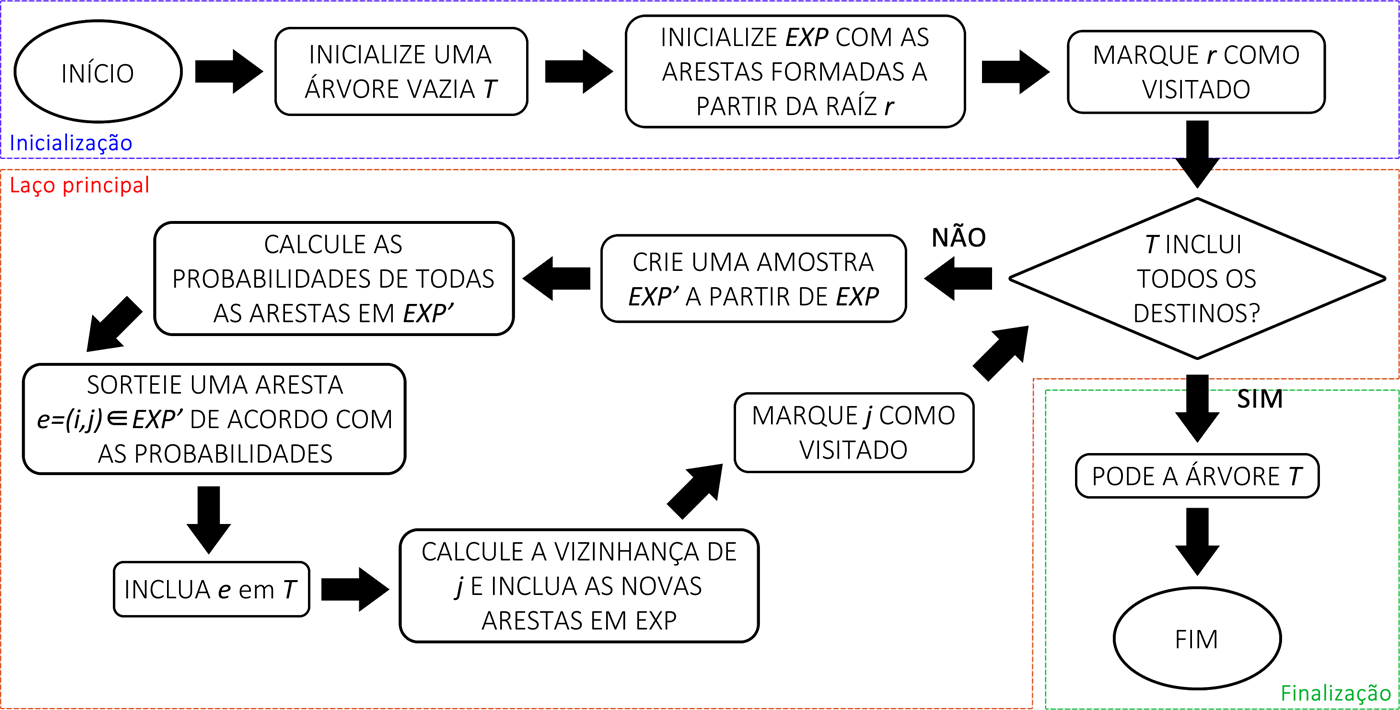 INÍCIO
INICIALIZE UMA
ÁRVORE VAZIA T
INICIALIZE EXP COM AS
ARESTAS FORMADAS A
PARTIR DA RAÍZ r
MARQUE r COMO
VISITADO
Inicialização
Laço principal
T INCLUI
TODOS OS
DESTINOS?
NÃO
CRIE UMA AMOSTRA
EXP’ A PARTIR DE EXP
CALCULE AS
PROBABILIDADES DE TODAS
AS ARESTAS EM EXP’
SORTEIE UMA ARESTA
e=(i,j)∈EXP’ DE ACORDO COM
AS PROBABILIDADES
INCLUA e em T
CALCULE A VIZINHANÇA DE
j E INCLUA AS NOVAS
ARESTAS EM EXP
MARQUE j COMO
VISITADO
SIM
PODE A ÁRVORE T
FIM
Finalização